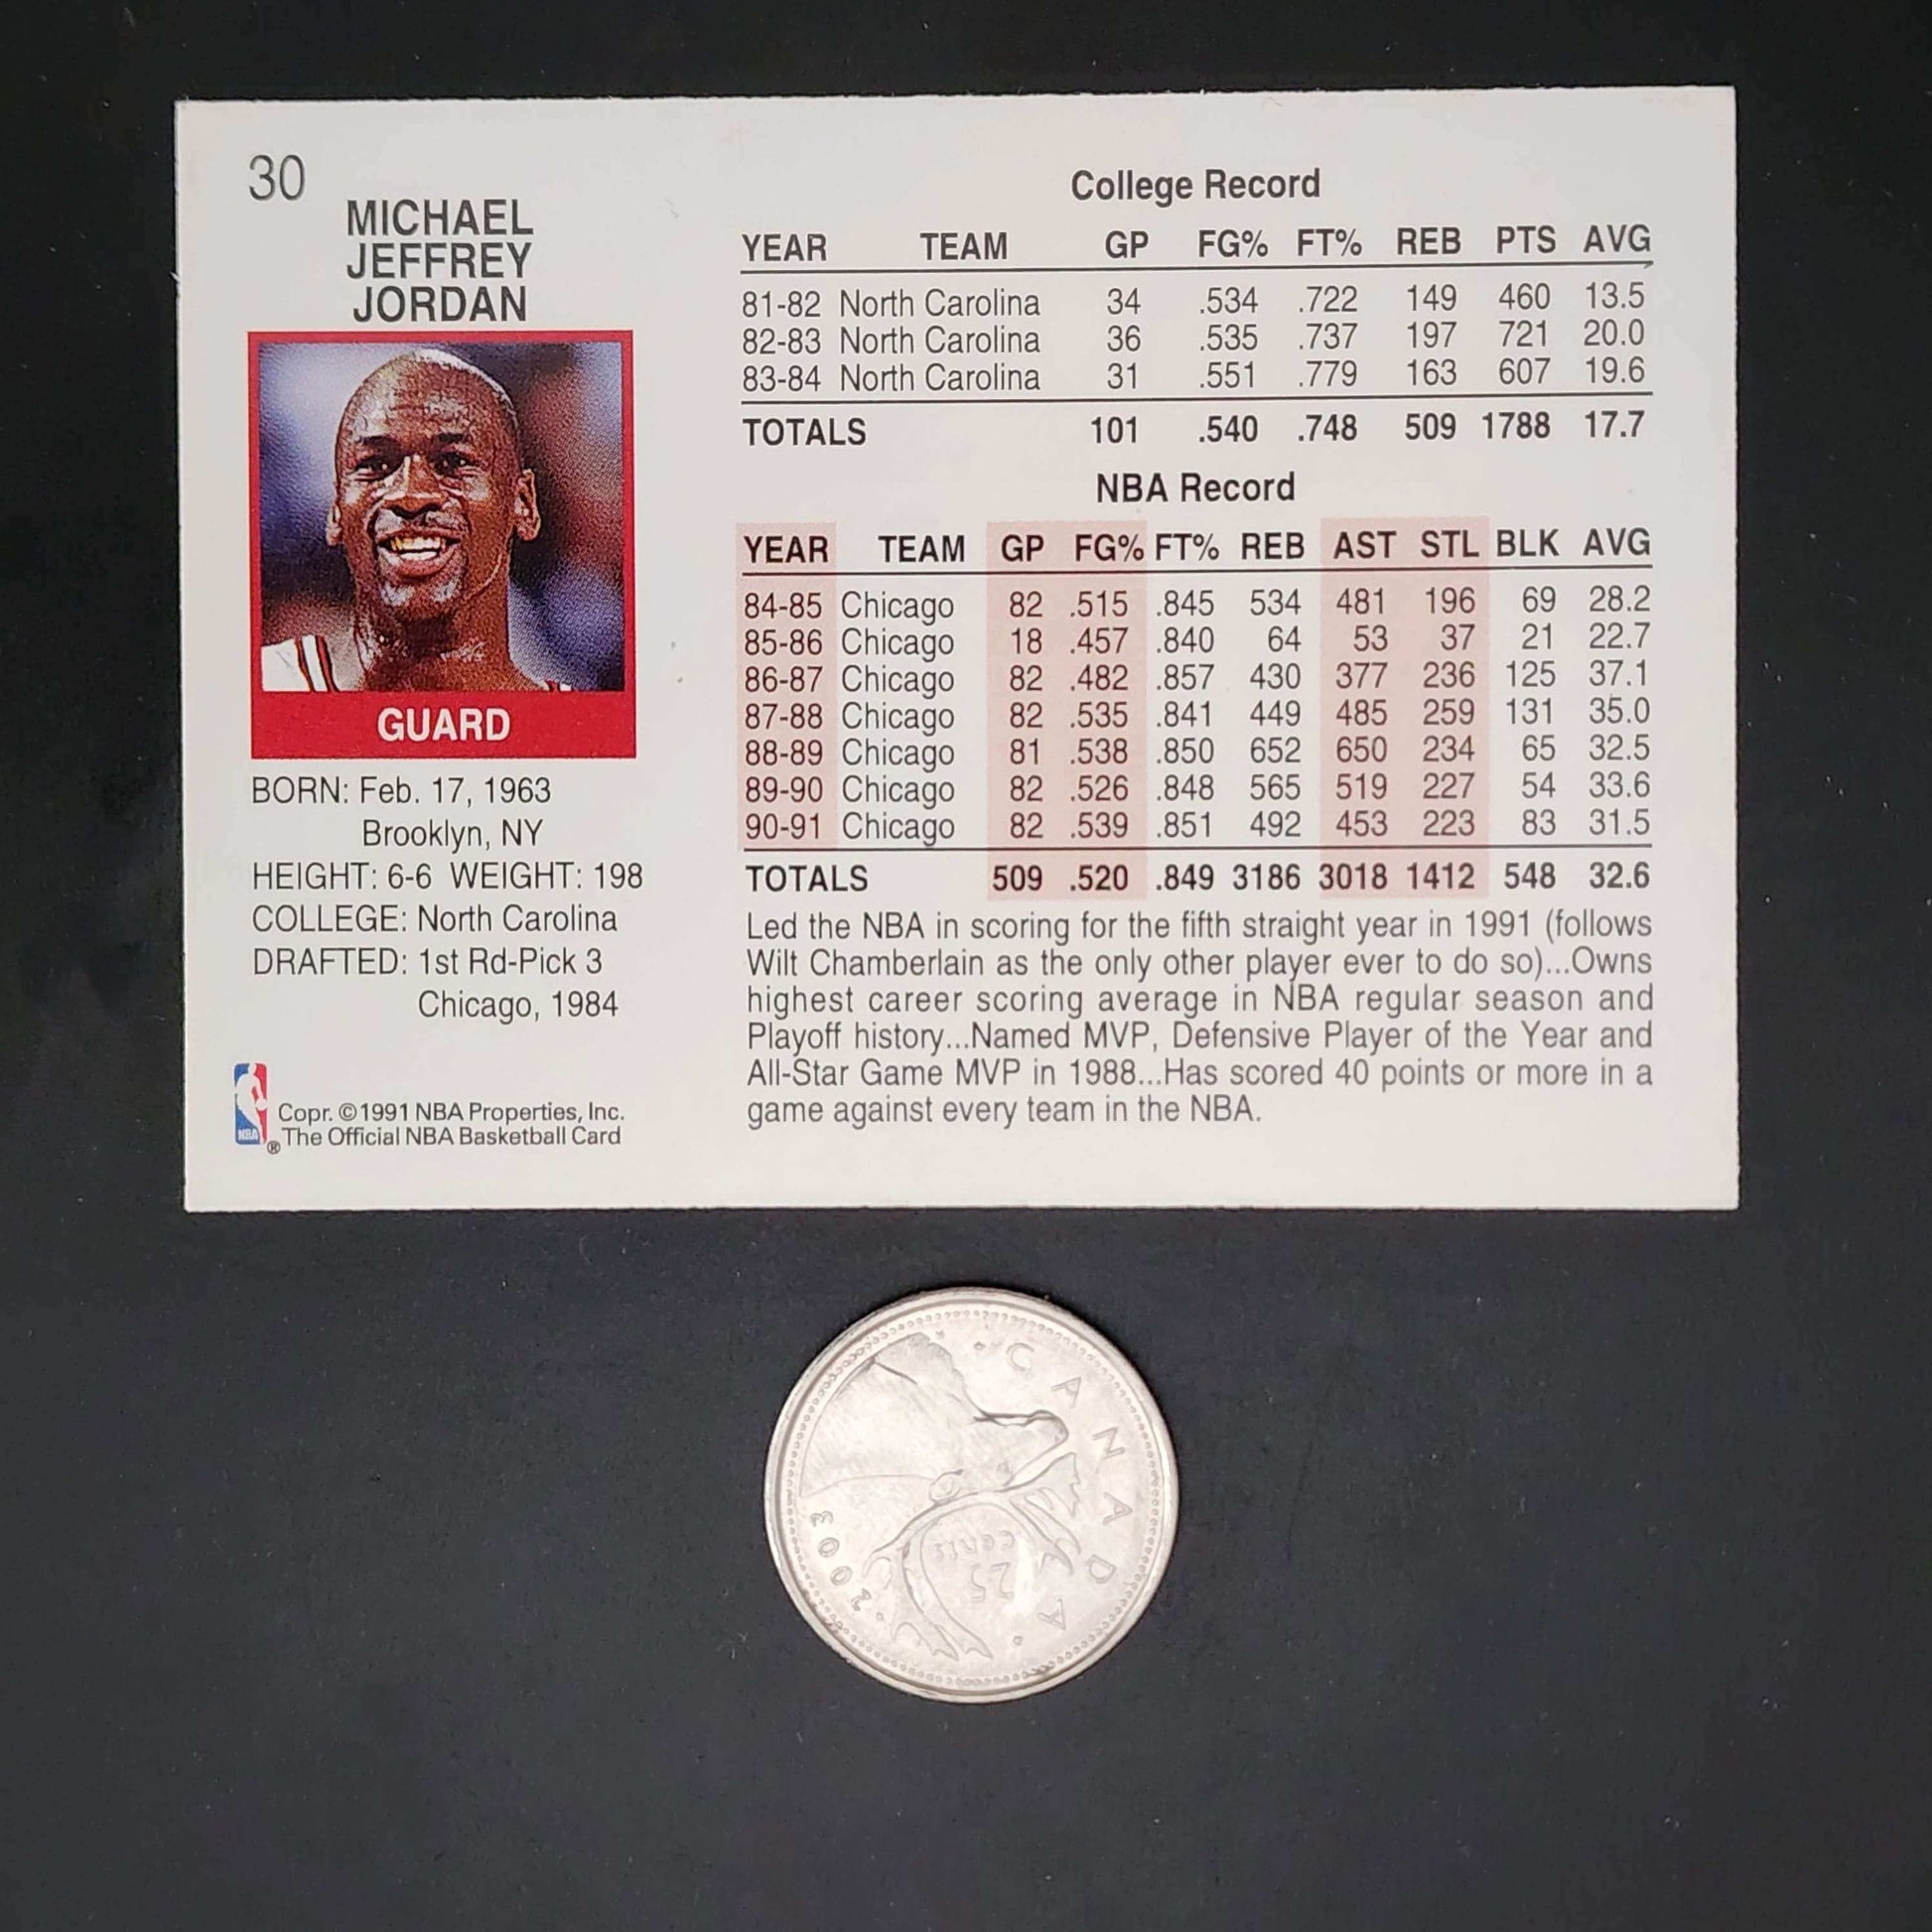 30
MICHAEL
JEFFREY
JORDAN
GUARD
BORN: Feb. 17, 1963
Brooklyn, NY
HEIGHT: 6-6 WEIGHT: 198
COLLEGE: North Carolina
DRAFTED: 1st Rd-Pick 3
Chicago, 1984
NBA
®
Copr. ©1991 NBA Properties, Inc.
The Official NBA Basketball Card
College Record
YEAR TEAM GP FG% FT% REB PTS AVG
81-82 North Carolina 34 .534 .722 149 460 13.5
82-83 North Carolina 36 .535 .737 197 721 20.0
83-84 North Carolina 31 .551 .779 163 607 19.6
TOTALS 101 .540 .748 509 1788 17.7
NBA Record
YEAR TEAM GP FG% FT% REB AST STL BLK AVG
84-85 Chicago 82 .515 .845 534 481 196 69 28.2
85-86 Chicago 18 .457 .840 64 53 37 21 22.7
86-87 Chicago 82 .482 .857 430 377 236 125 37.1
87-88 Chicago 82 .535 .841 449 485 259 131 35.0
88-89 Chicago 81 .538 .850 652 650 234 65 32.5
89-90 Chicago 82 .526 .848 565 519 227 54 33.6
90-91 Chicago 82 .539 .851 492 453 223 83 31.5
TOTALS 509 .520 .849 3186 3018 1412 548 32.6
Led the NBA in scoring for the fifth straight year in 1991 (follows
Wilt Chamberlain as the only other player ever to do so)...Owns
highest career scoring average in NBA regular season and
Playoff history...Named MVP, Defensive Player of the Year and
All-Star Game MVP in 1988...Has scored 40 points or more in a
game against every team in the NBA.
CANADA
25
cents
2003